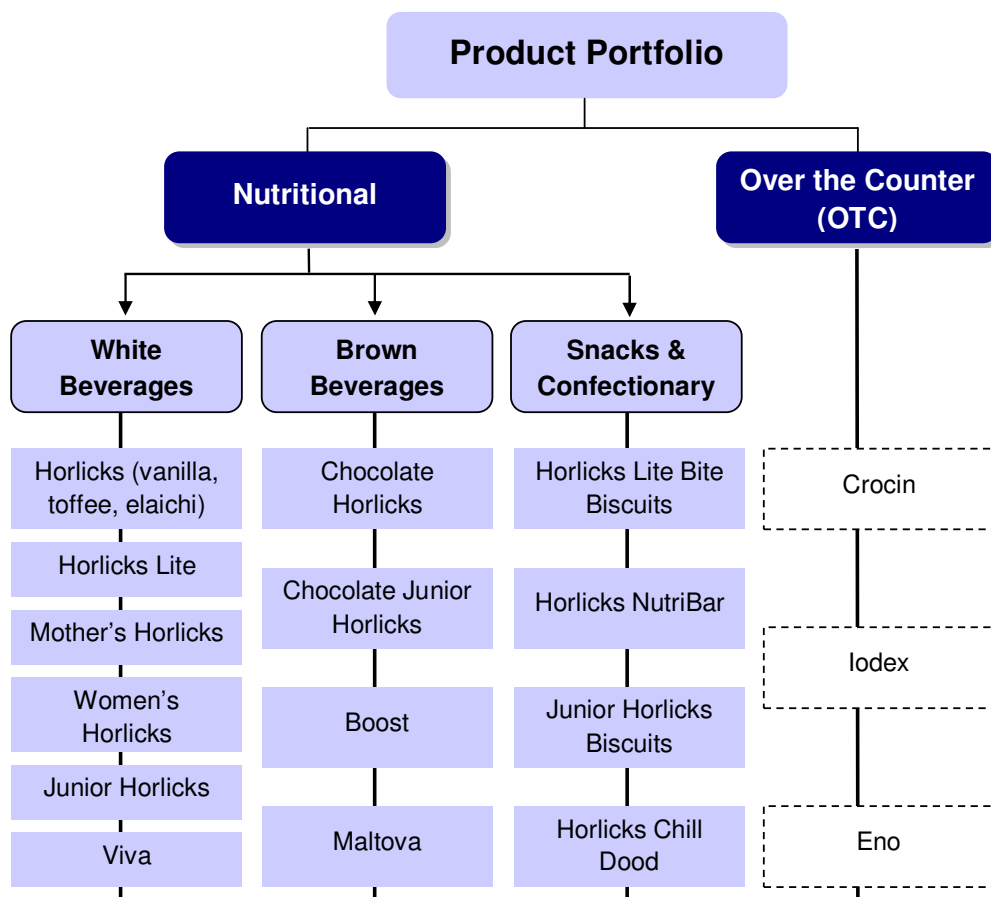 Product Portfolio
Nutritional
Over the Counter
(OTC)
White
Beverages
Brown
Beverages
Snacks &
Confectionary
Horlicks (vanilla,
toffee, elaichi)
Horlicks Lite
Mother’s Horlicks
Women’s
Horlicks
Junior Horlicks
Viva
Chocolate
Horlicks
Chocolate Junior
Horlicks
Boost
Maltova
Horlicks Lite Bite
Biscuits
Horlicks NutriBar
Junior Horlicks
Biscuits
Horlicks Chill
Dood
Crocin
Iodex
Eno